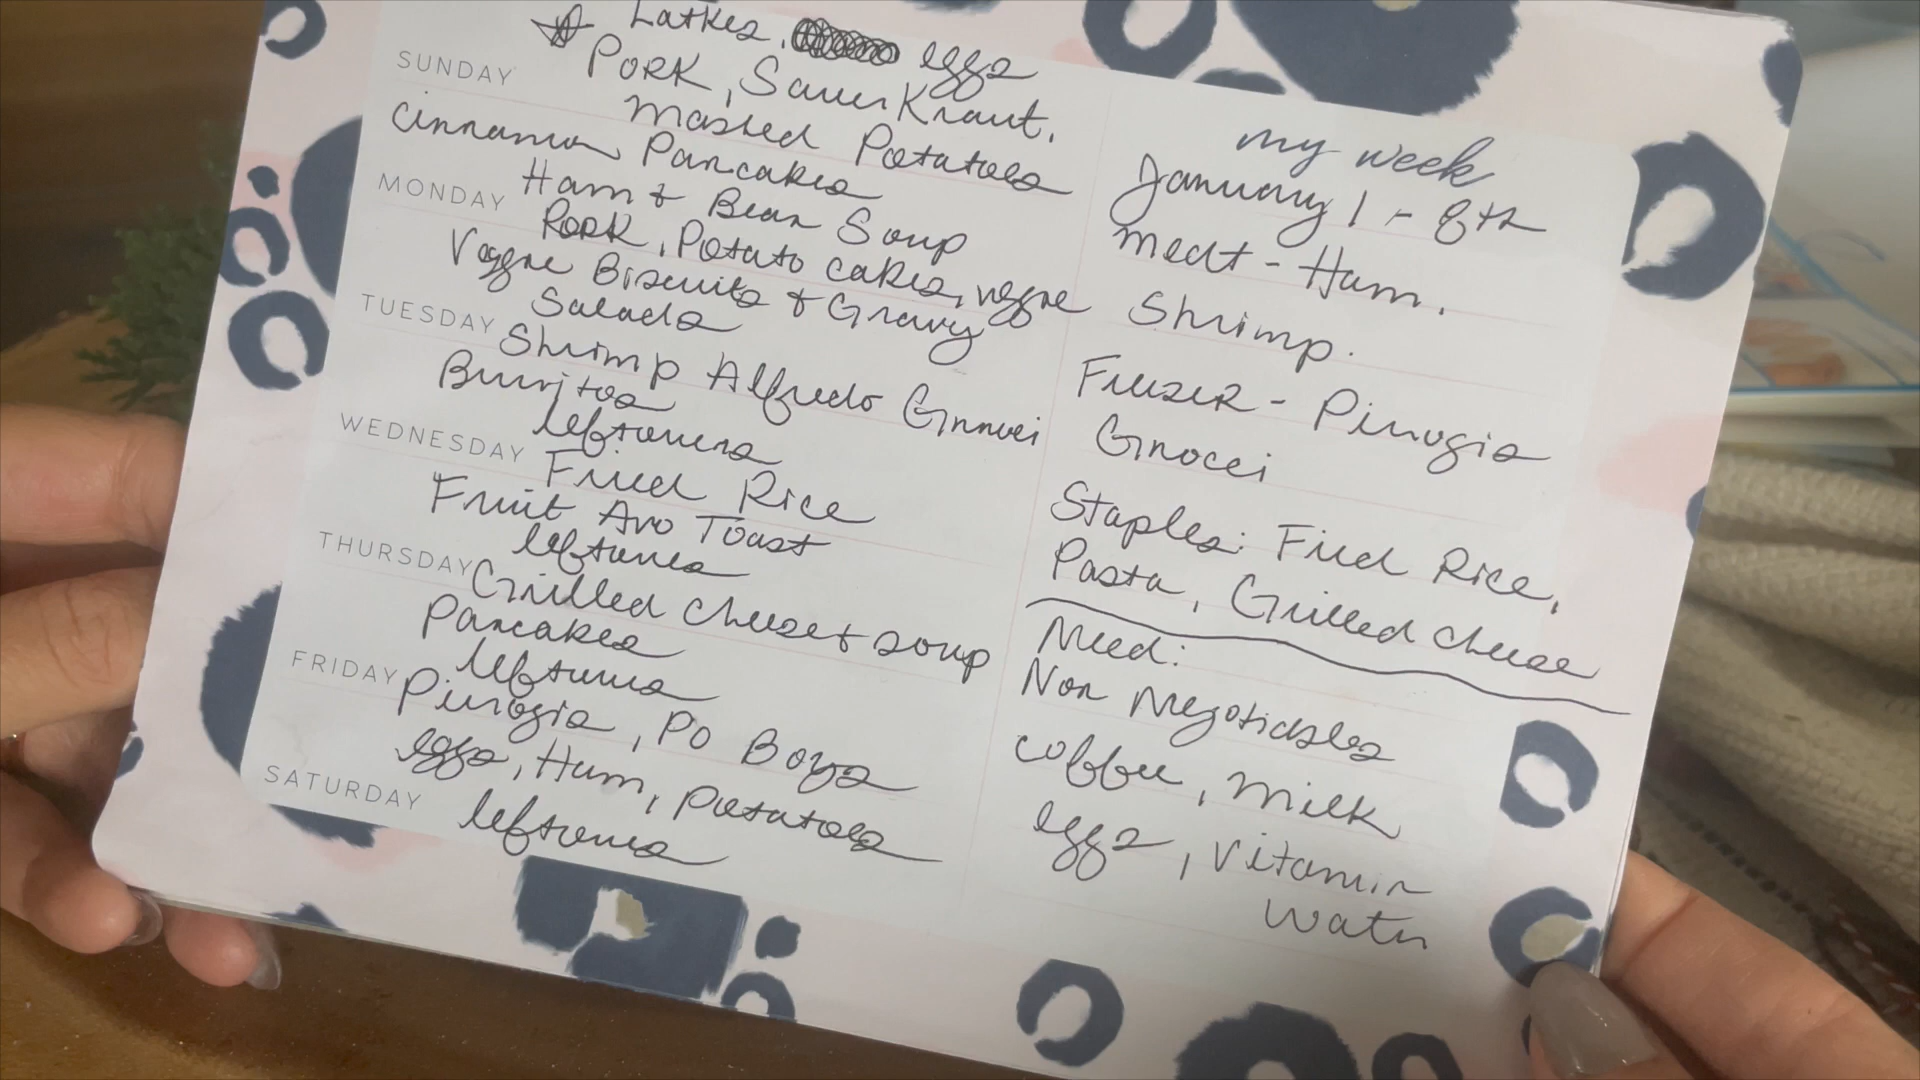 Latkes, eggs
SUNDAY
Pork, Sauerkraut,
Mashed Potatoes
Cinnamon Pancakes
MONDAY
Ham & Bean Soup
Pork, Potato cakes, veggie
Veggie Biscuits & Gravy
TUESDAY
Salads
Shrimp Alfredo
Burritos
WEDNESDAY
leftovers
Fried Rice
Fruit Avo Toast
THURSDAY
leftovers
Grilled cheese & soup
Pancakes
FRIDAY
leftovers
Pierogis, Po Boys
eggs, Ham, Potatoes
SATURDAY
leftovers
my week
January 1 - 8th
Meat - Ham.
Shrimp.
Freezer - Pierogis
Gnocci
Staples: Fried Rice,
Pasta, Grilled cheese
Need:
Non Negotiables
coffee, Milk
eggs, Vitamin
Water